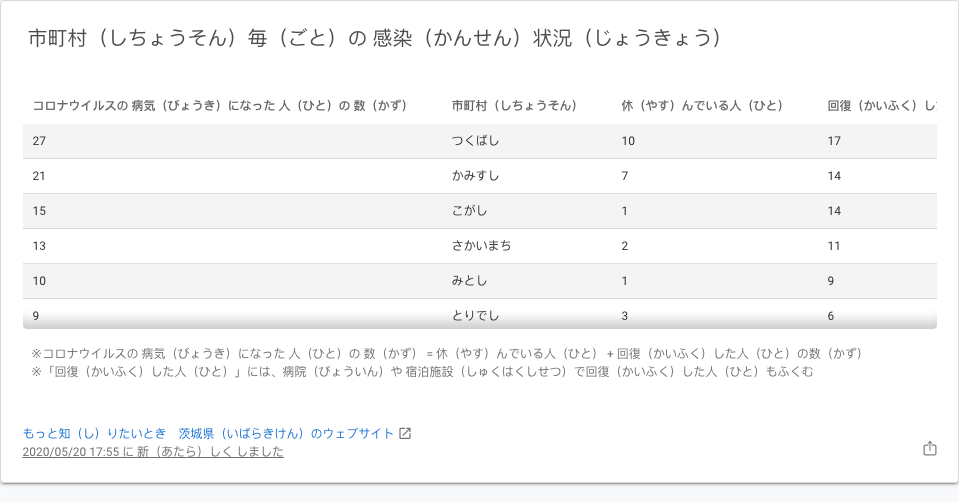 市町村（しちょうそん）毎（ごと）の 感染（かんせん）状況（じょうきょう）
コロナウイルスの 病気（びょうき）になった 人（ひと）の 数（かず） 市町村（しちょうそん） 休（やす）んでいる人（ひと） 回復（かいふく）し
27 つくばし 10 17
21 かみすし 7 14
15 こがし 1 14
13 さかいまち 2 11
10 みとし 1 9
9 とりでし 3 6
※コロナウイルスの 病気（びょうき）になった 人（ひと）の 数（かず） = 休（やす）んでいる人（ひと） + 回復（かいふく）した人（ひと）の数（かず）
※「回復（かいふく）した人（ひと）」には、病院（びょういん）や 宿泊施設（しゅくはくしせつ）で回復（かいふく）した人（ひと）もふくむ
もっと知（し）りたいとき　茨城県（いばらきけん）のウェブサイト
2020/05/20 17:55 に 新（あたら）しく しました